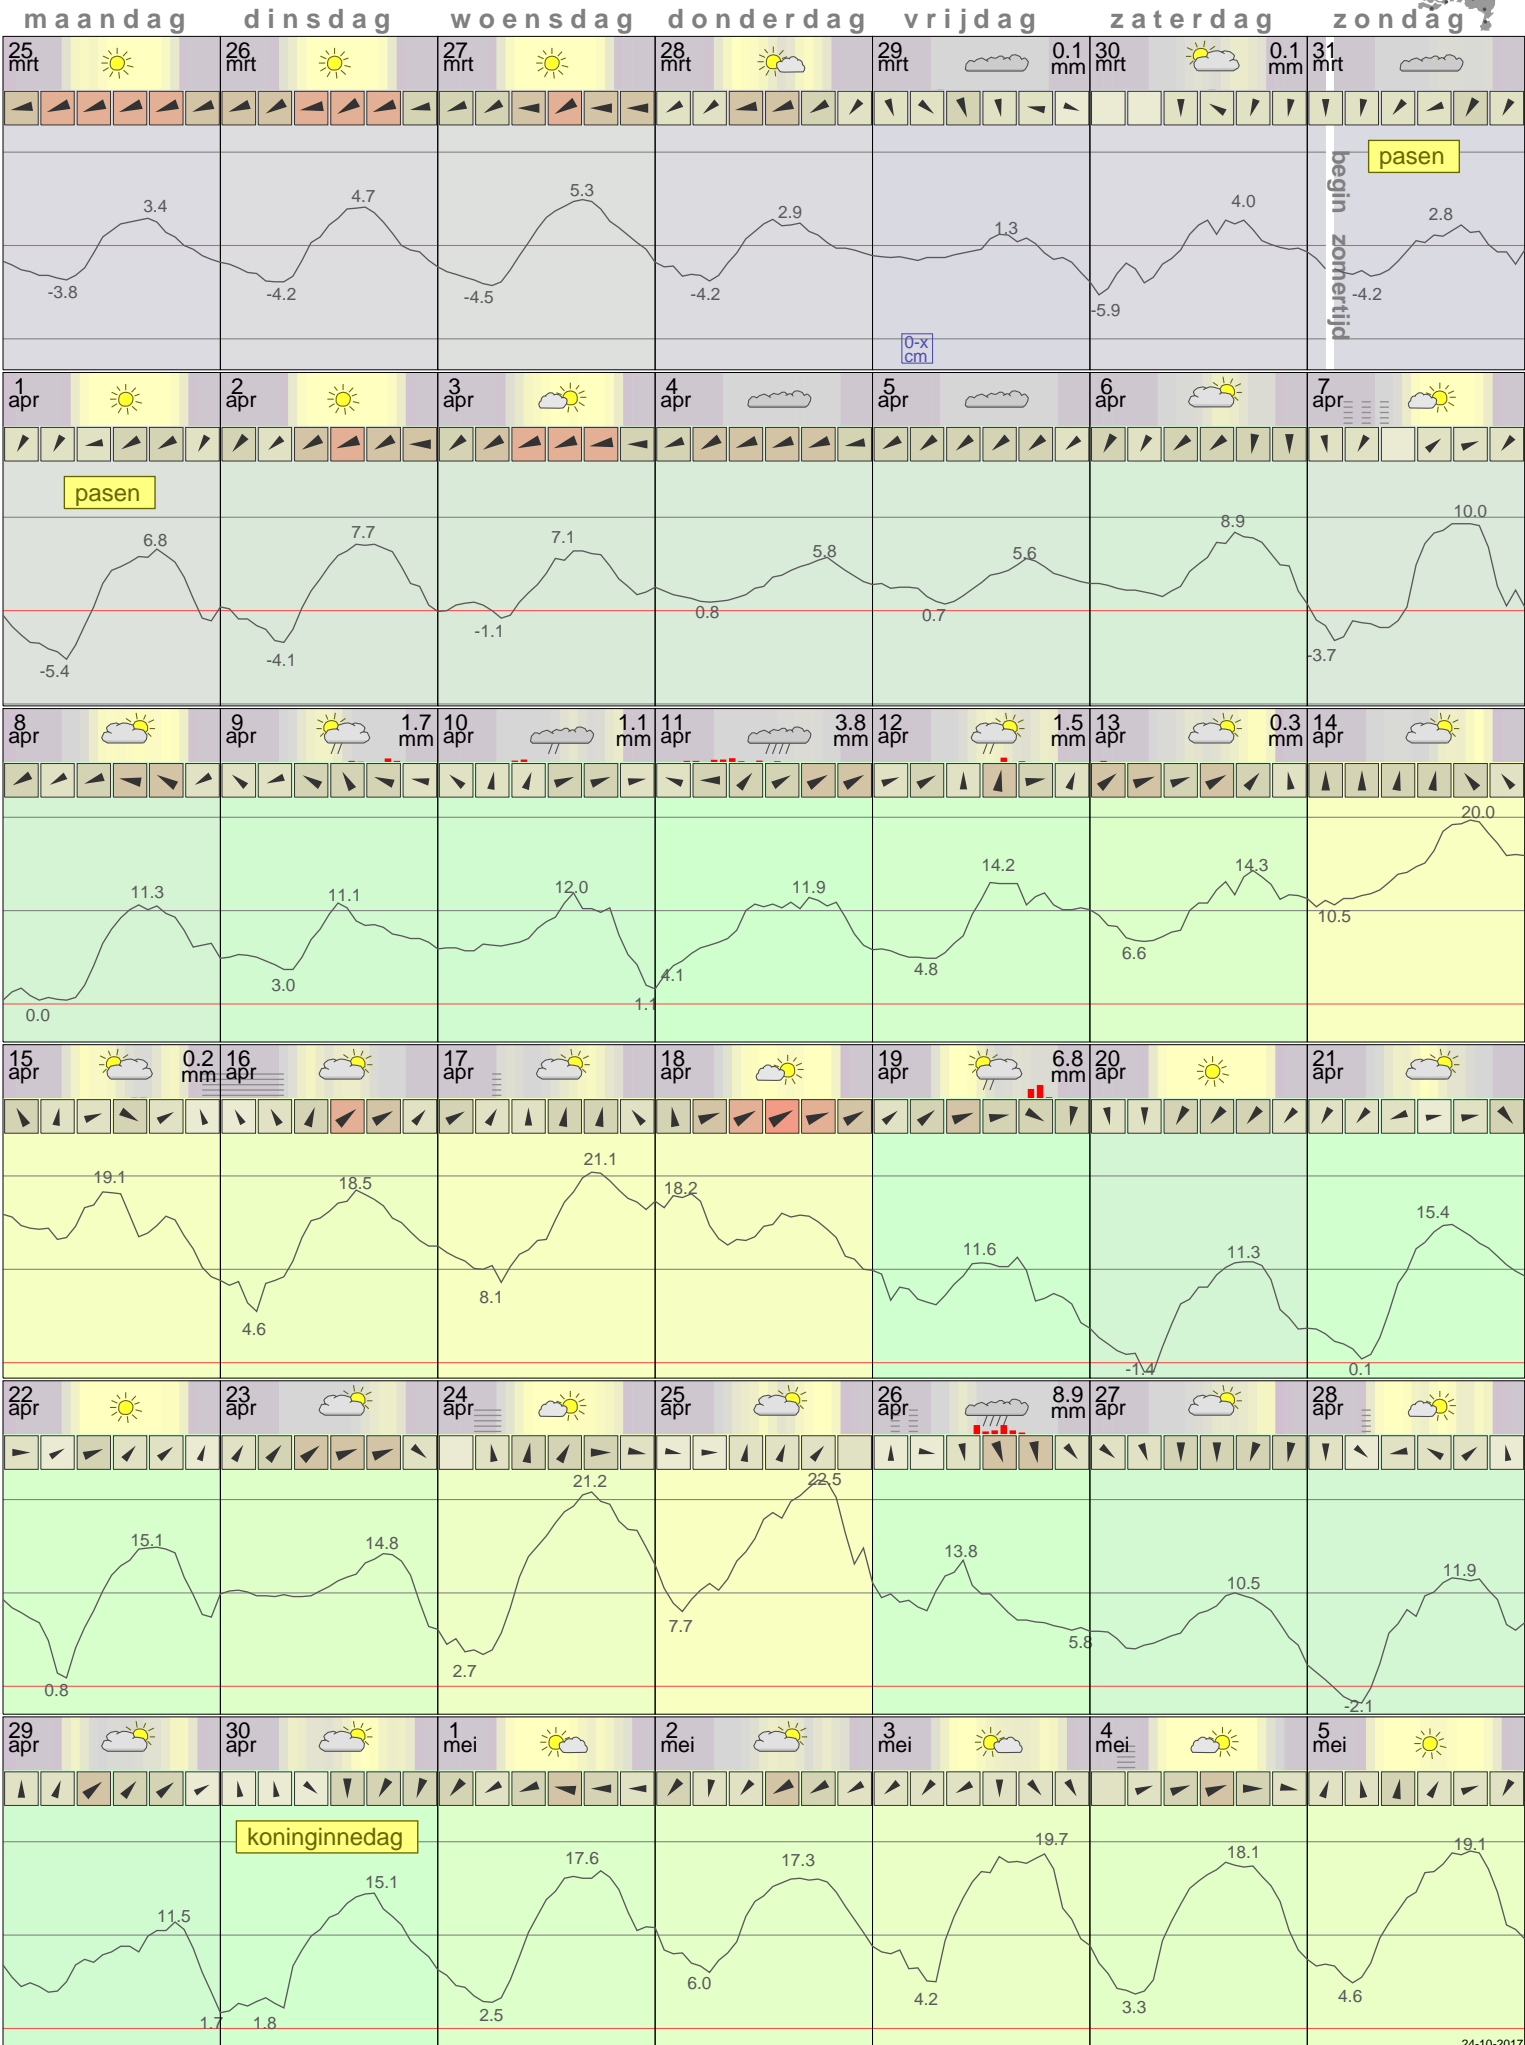 maandag dinsdag woensdag donderdag vrijdag zaterdag zondag
25 26 27 28 29 0.1 30 0.1 31
mrt mrt mrt mrt mrt mm mrt mm mrt
begin zomertijd
pasen
3.4 4.7 5.3 2.9 1.3 4.0 2.8
-3.8 -4.2 -4.5 -4.2 -5.9 -4.2
0-x
cm
1 2 3 4 5 6 7
apr apr apr apr apr apr apr
pasen
6.8 7.7 7.1 5.8 5.6 8.9 10.0
-5.4 -4.1 -1.1 0.8 0.7 -3.7
8 9 1.7 10 1.1 11 3.8 12 1.5 13 0.3 14
apr apr mm apr mm apr mm apr mm apr mm apr
11.3 11.1 12.0 11.9 14.2 14.3 20.0
0.0 3.0 1.1 4.1 4.8 6.6 10.5
15 0.2 16 17 18 19 6.8 20 21
apr mm apr apr apr apr mm apr apr
19.1 18.5 21.1 18.2 11.6 11.3 15.4
4.6 8.1 -1.4 0.1
22 23 24 25 26 8.9 27 28
apr apr apr apr apr mm apr apr
15.1 14.8 21.2 22.5 13.8 10.5 11.9
0.8 2.7 7.7 5.8 -2.1
29 30 1 2 3 4 5
apr apr mei mei mei mei mei
koninginnedag
11.5 15.1 17.6 17.3 19.7 18.1 19.1
1.7 1.8 2.5 6.0 4.2 3.3 4.6
24-10-2017